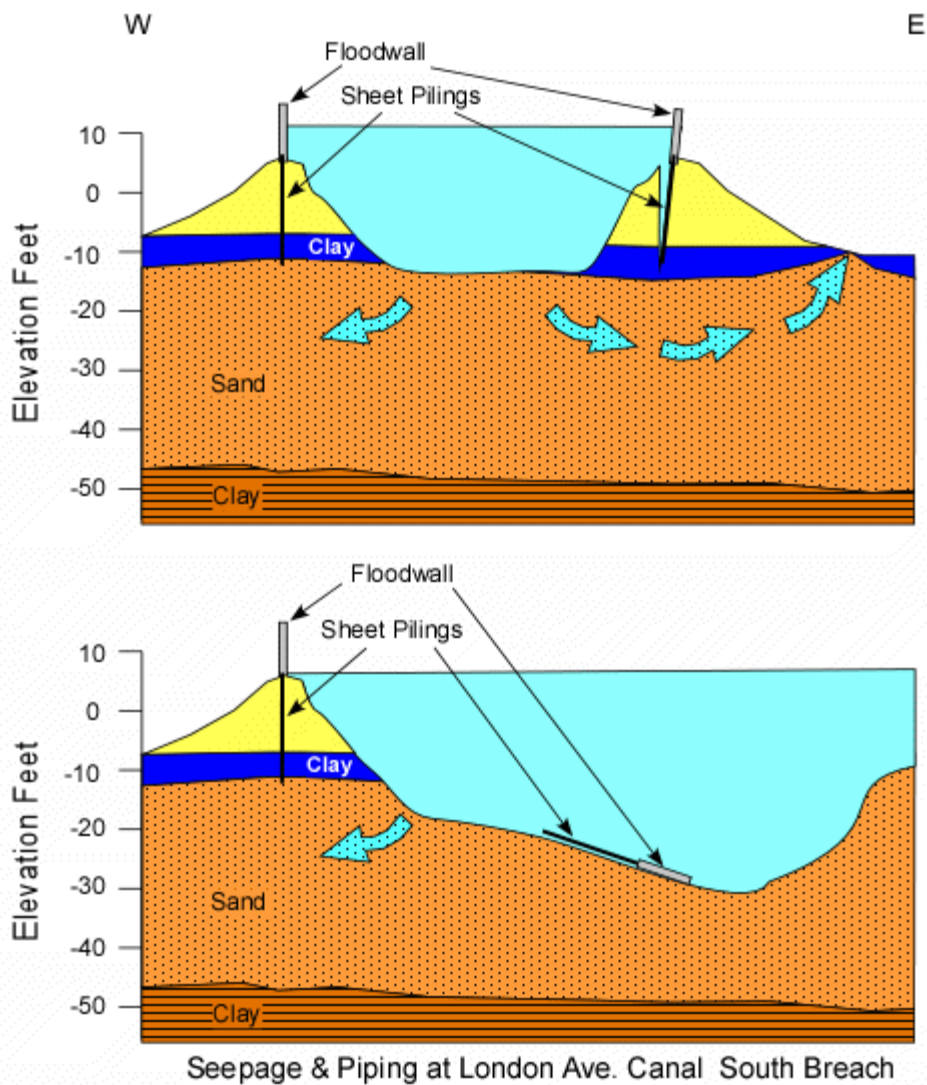 W E
Floodwall
Sheet Pilings
10
0
-10
-20
-30
-40
-50
Elevation Feet
Clay
Sand
Clay
Floodwall
Sheet Pilings
10
0
-10
-20
-30
-40
-50
Elevation Feet
Clay
Sand
Clay
Seepage & Piping at London Ave. Canal South Breach